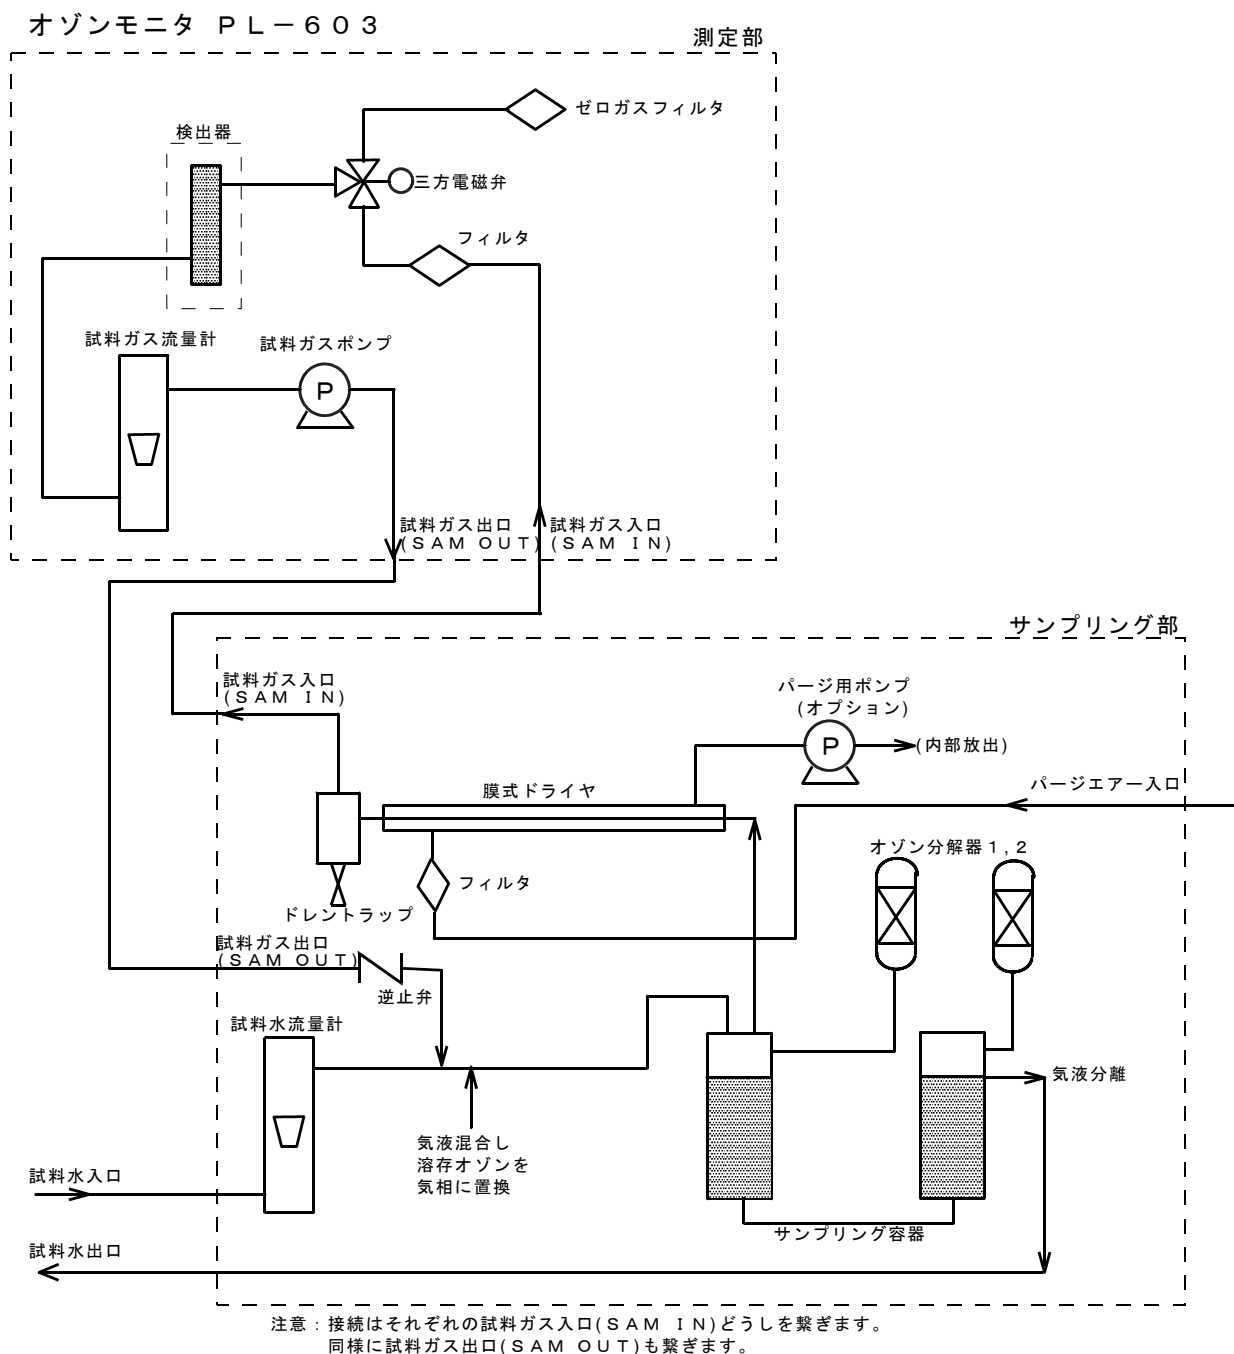 オゾンモニタ ＰＬ－６０３
測定部
ゼロガスフィルタ
検出器
三方電磁弁
フィルタ
試料ガス流量計
試料ガスポンプ
P
試料ガス出口
(ＳＡＭ ＯＵＴ)
試料ガス入口
(ＳＡＭ ＩＮ)
サンプリング部
試料ガス入口
(ＳＡＭ ＩＮ)
パージ用ポンプ
(オプション)
P
(内部放出)
パージエアー入口
膜式ドライヤ
オゾン分解器１,２
フィルタ
ドレントラップ
試料ガス出口
(ＳＡＭ ＯＵＴ)
逆止弁
試料水流量計
気液分離
気液混合し
溶存オゾンを
気相に置換
試料水入口
サンプリング容器
試料水出口
注意：接続はそれぞれの試料ガス入口(ＳＡＭ ＩＮ)どうしを繋ぎます。
同様に試料ガス出口(ＳＡＭ ＯＵＴ)も繋ぎます。